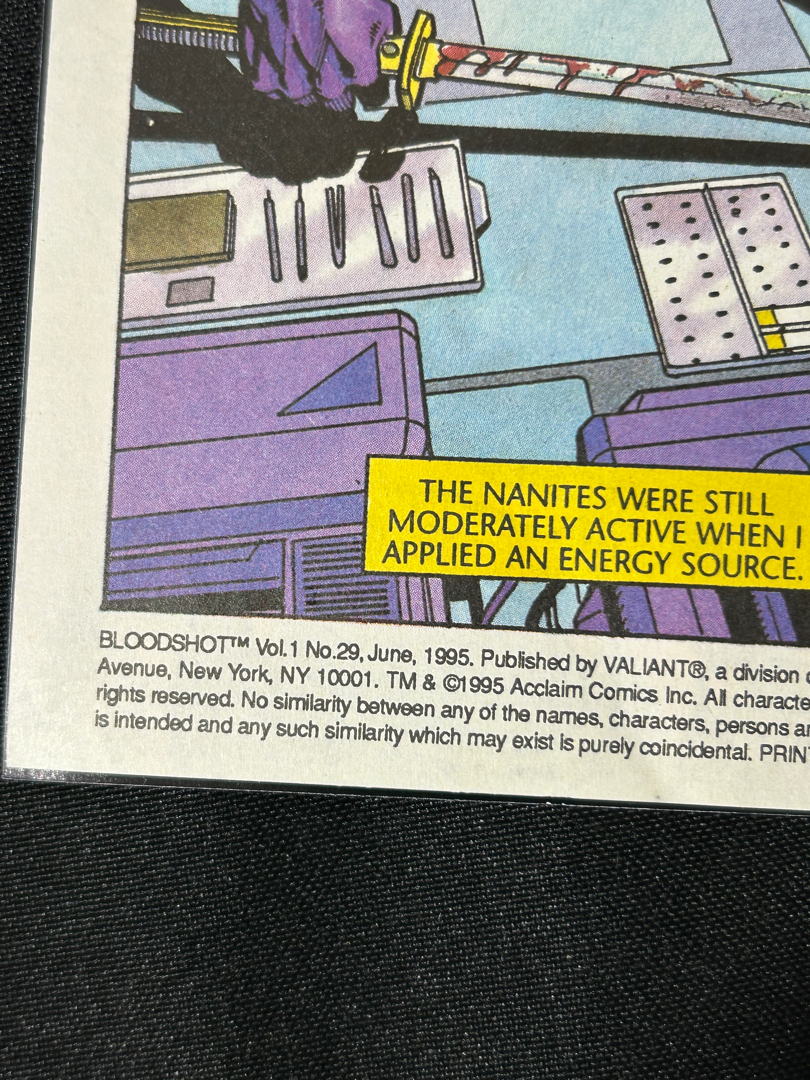 THE NANITES WERE STILL
MODERATELY ACTIVE WHEN I
APPLIED AN ENERGY SOURCE.
BLOODSHOT™ Vol.1 No.29, June, 1995. Published by VALIANT®, a division
Avenue, New York, NY 10001. TM & ©1995 Acclaim Comics Inc. All
rights reserved. No similarity between any of the names, characters, persons
is intended and any such similarity which may exist is purely coincidental.